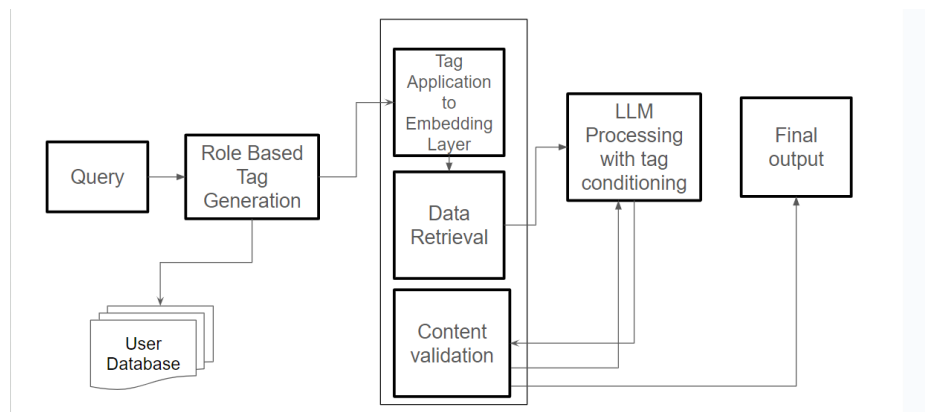 Query
Role Based
Tag
Generation
User
Database
Tag
Application
to
Embedding
Layer
Data
Retrieval
Content
validation
LLM
Processing
with tag
conditioning
Final
output